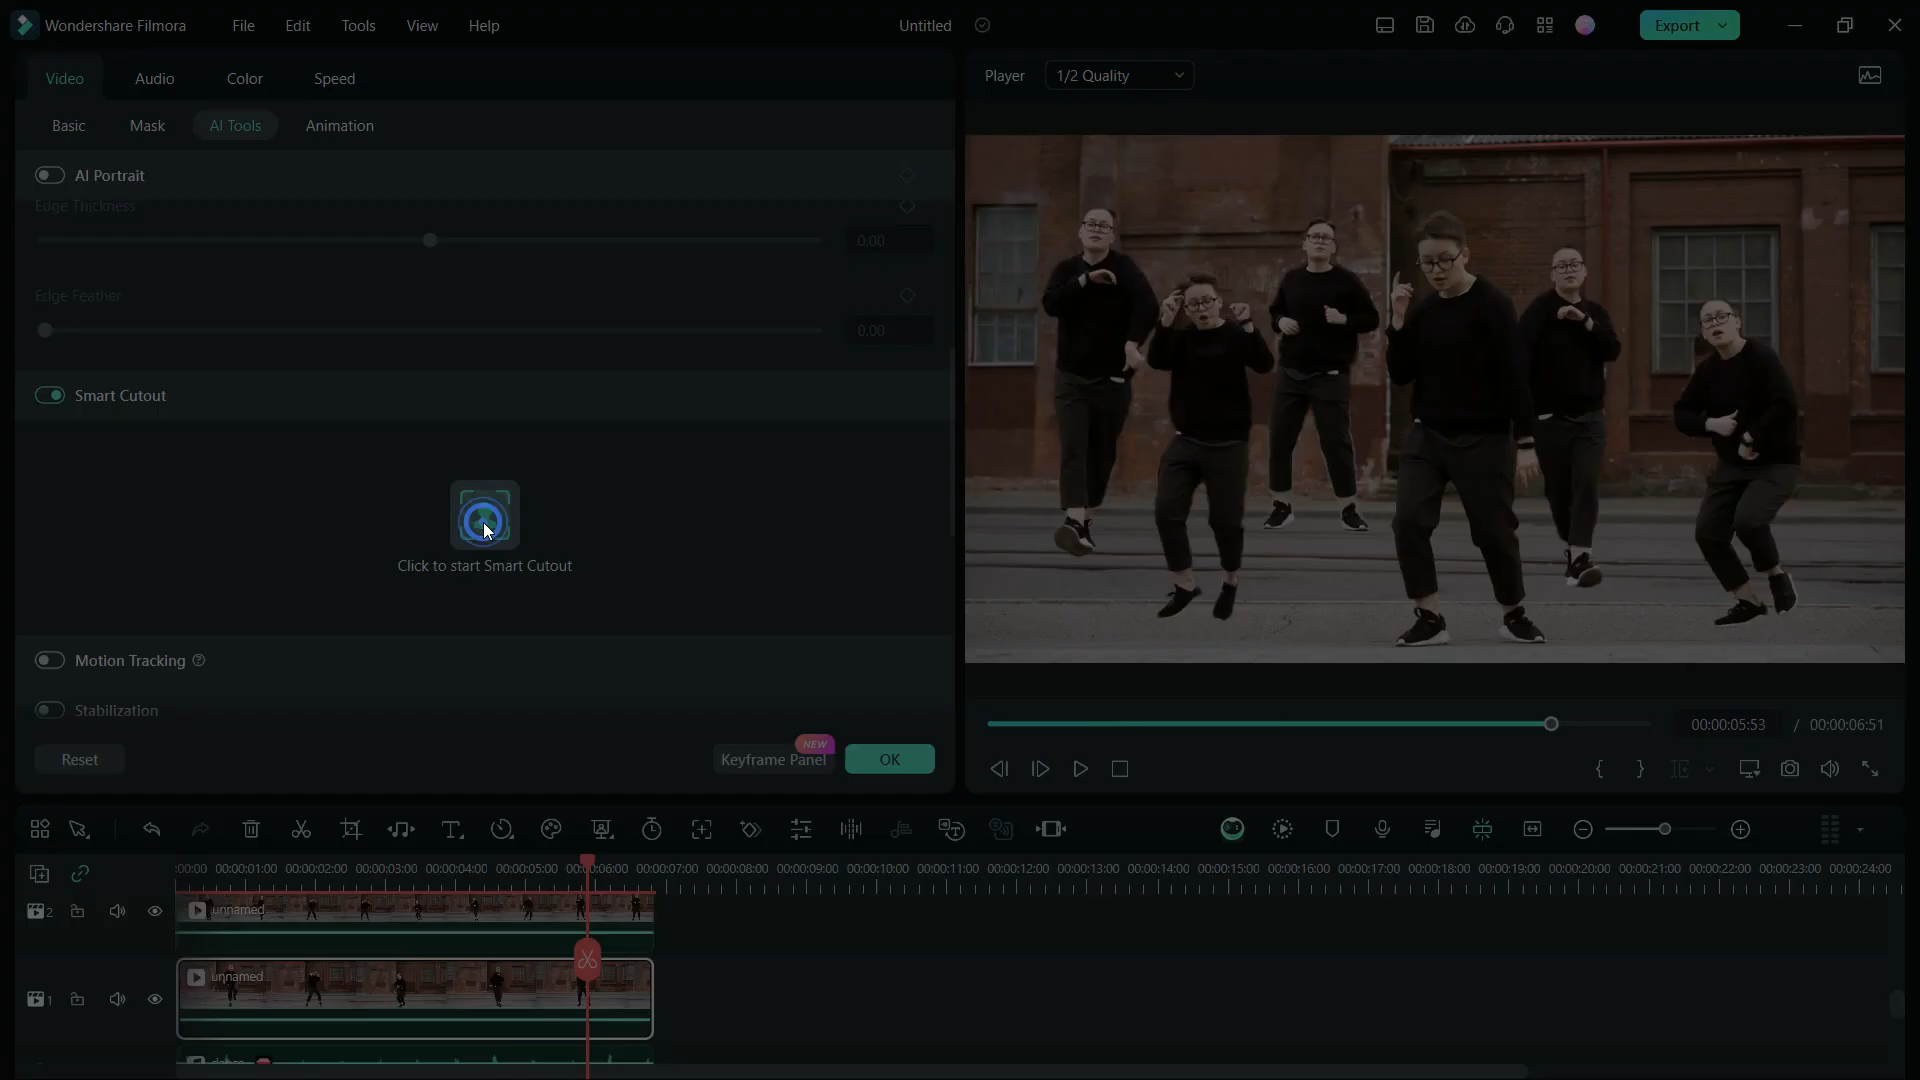 Wondershare Filmora File Edit Tools View Help Untitled Export
Video Audio Color Speed
Player 1/2 Quality
Basic Mask AI Tools Animation
AI Portrait
Edge Thickness
0.00
Edge Feather
0.00
Smart Cutout
Click to start Smart Cutout
Motion Tracking
Stabilization
00:00:05:53 / 00:00:06:51
NEW
Reset Keyframe Panel OK
:00:00 00:00:01:00 00:00:02:00 00:00:03:00 00:00:04:00 00:00:05:00 00:00:06:00 00:00:07:00 00:00:08:00 00:00:09:00 00:00:10:00 00:00:11:00 00:00:12:00 00:00:13:00 00:00:14:00 00:00:15:00 00:00:16:00 00:00:17:00 00:00:18:00 00:00:19:00 00:00:20:00 00:00:21:00 00:00:22:00 00:00:23:00 00:00:24:00
2 unnamed
unnamed
1